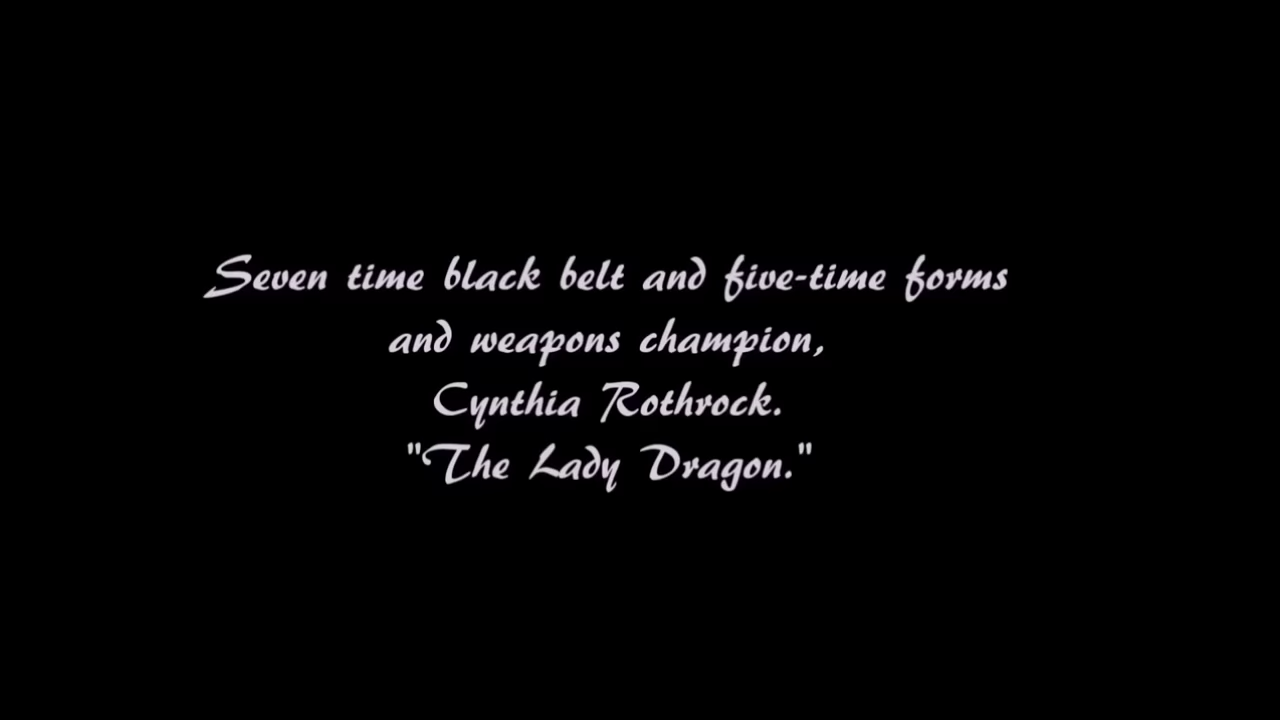 Seven time black belt and five-time forms
and weapons champion,
Cynthia Rothrock.
"The Lady Dragon."